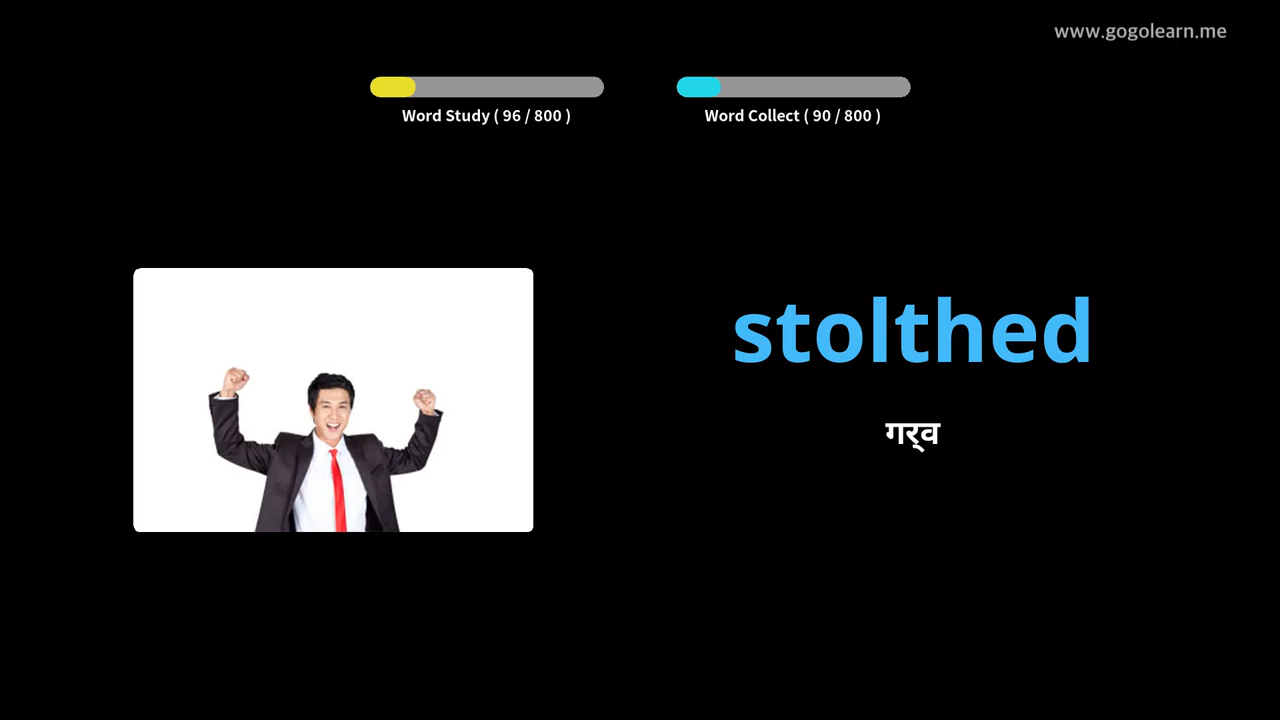 www.gogolearn.me
Word Study ( 96 / 800 )
Word Collect ( 90 / 800 )
stolthed
गर्‌व